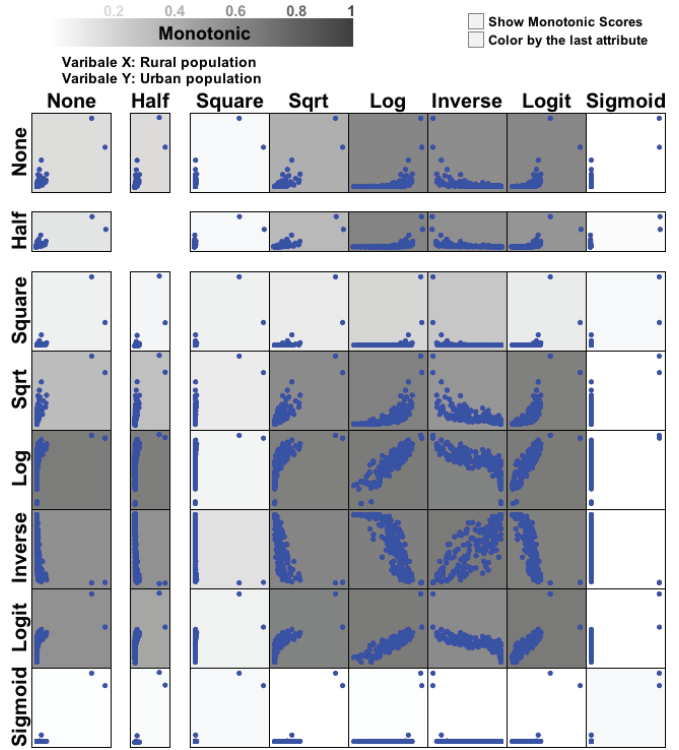 0.2 0.4 0.6 0.8 1
Monotonic
Show Monotonic Scores
Color by the last attribute
Varibale X: Rural population
Varibale Y: Urban population
None Half Square Sqrt Log Inverse Logit Sigmoid
None
Half
Square
Sqrt
Log
Inverse
Logit
Sigmoid